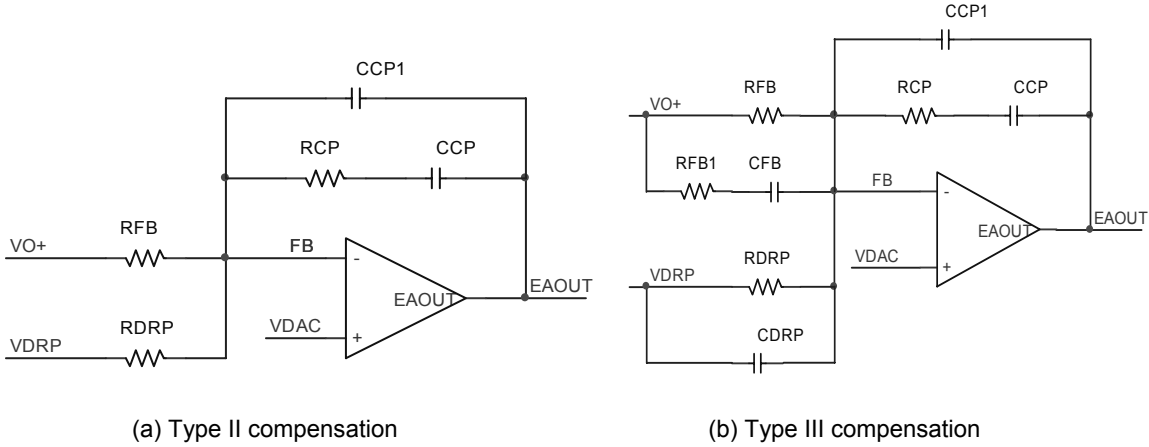 CCP1
RCP
CCP
RFB
VO+
FB
-
EAOUT
EAOUT
RDRP
VDAC
+
VDRP
(a) Type II compensation
CCP1
RFB
RCP
CCP
VO+
RFB1
CFB
FB
-
EAOUT
EAOUT
VDAC
+
RDRP
VDRP
CDRP
(b) Type III compensation